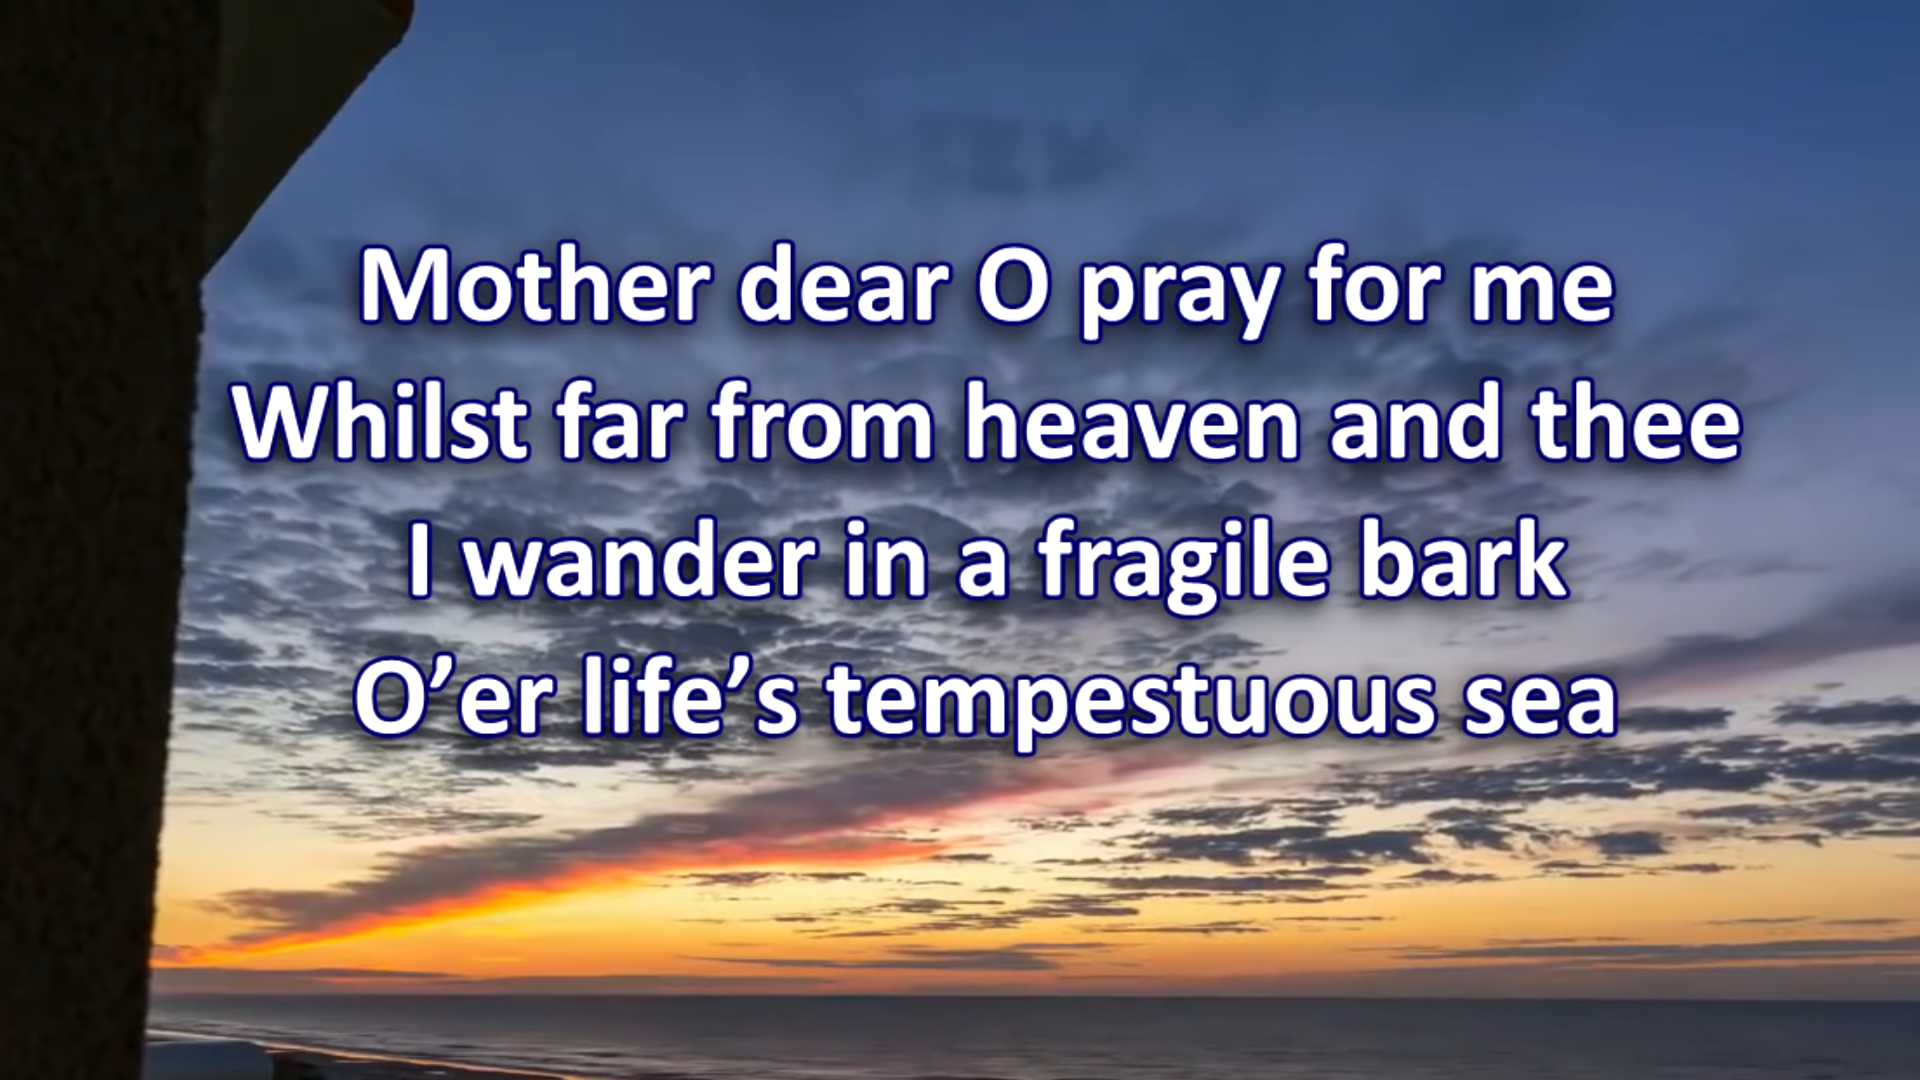 Mother dear O pray for me
Whilst far from heaven and thee
I wander in a fragile bark
O’er life’s tempestuous sea